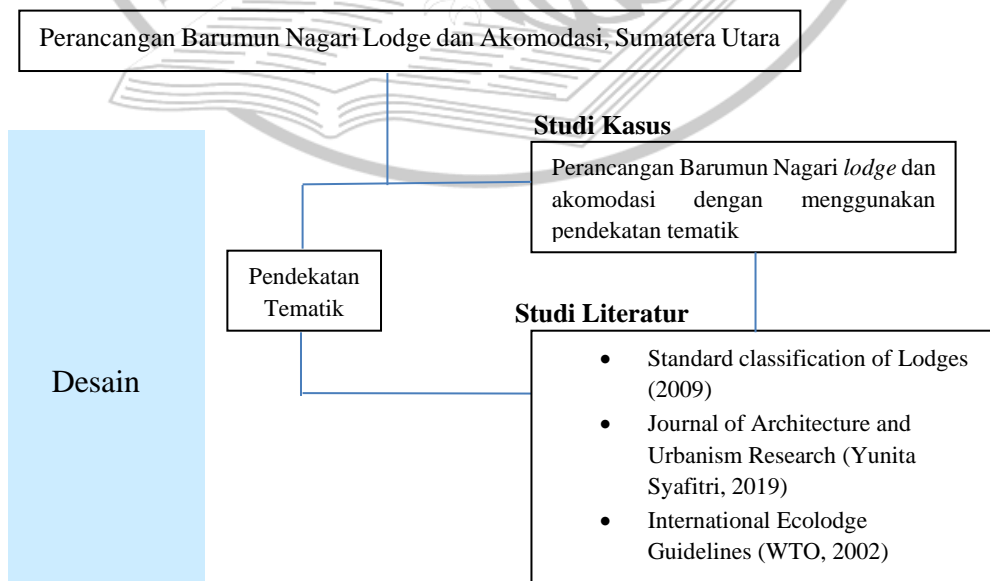 Perancangan Barumun Nagari Lodge dan Akomodasi, Sumatera Utara
Studi Kasus
Perancangan Barumun Nagari lodge dan
akomodasi dengan menggunakan
pendekatan tematik
Pendekatan
Tematik
Studi Literatur
• Standard classification of Lodges
(2009)
• Journal of Architecture and
Urbanism Research (Yunita
Syafitri, 2019)
• International Ecolodge
Guidelines (WTO, 2002)
Desain